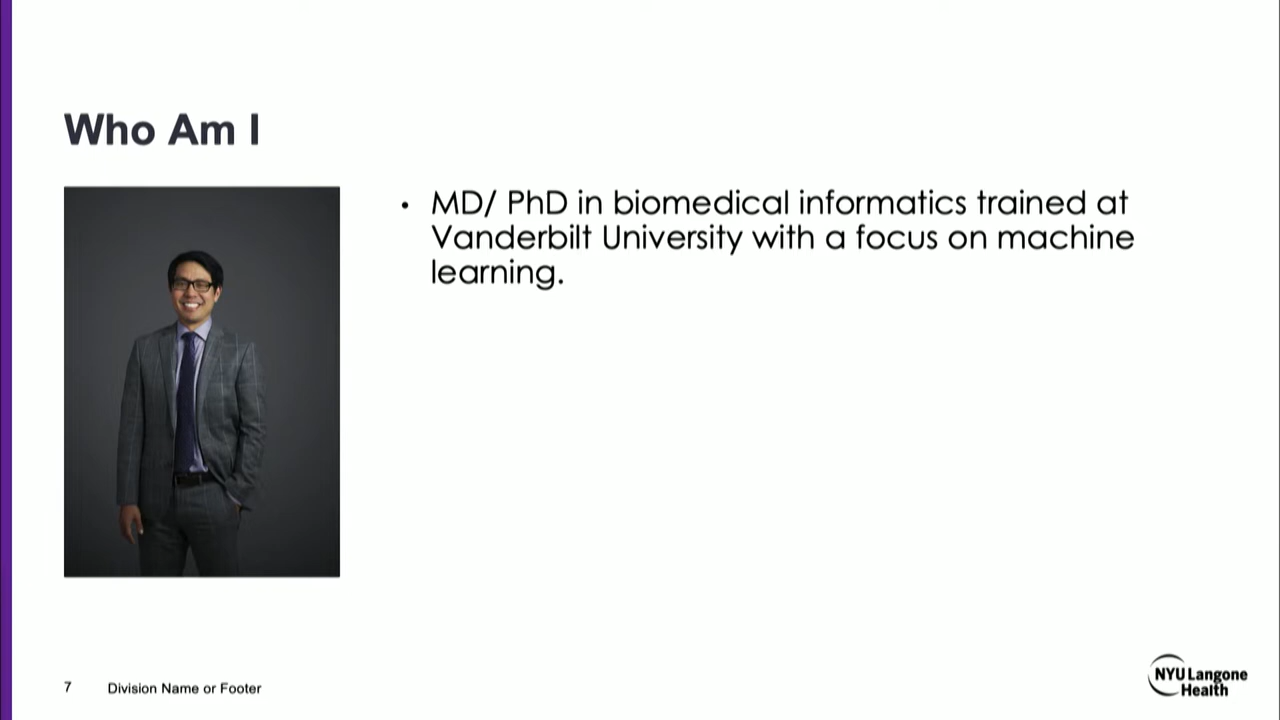 Who Am I
• MD/ PhD in biomedical informatics trained at
Vanderbilt University with a focus on machine
learning.
7 Division Name or Footer
NYU Langone
Health